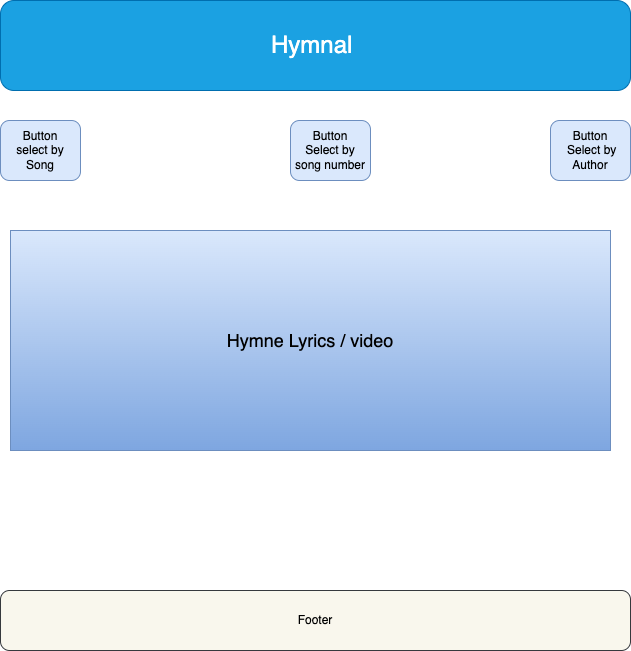 Hymnal
Button
select by
Song
Button
Select by
song number
Button
Select by
Author
Hymne Lyrics / video
Footer